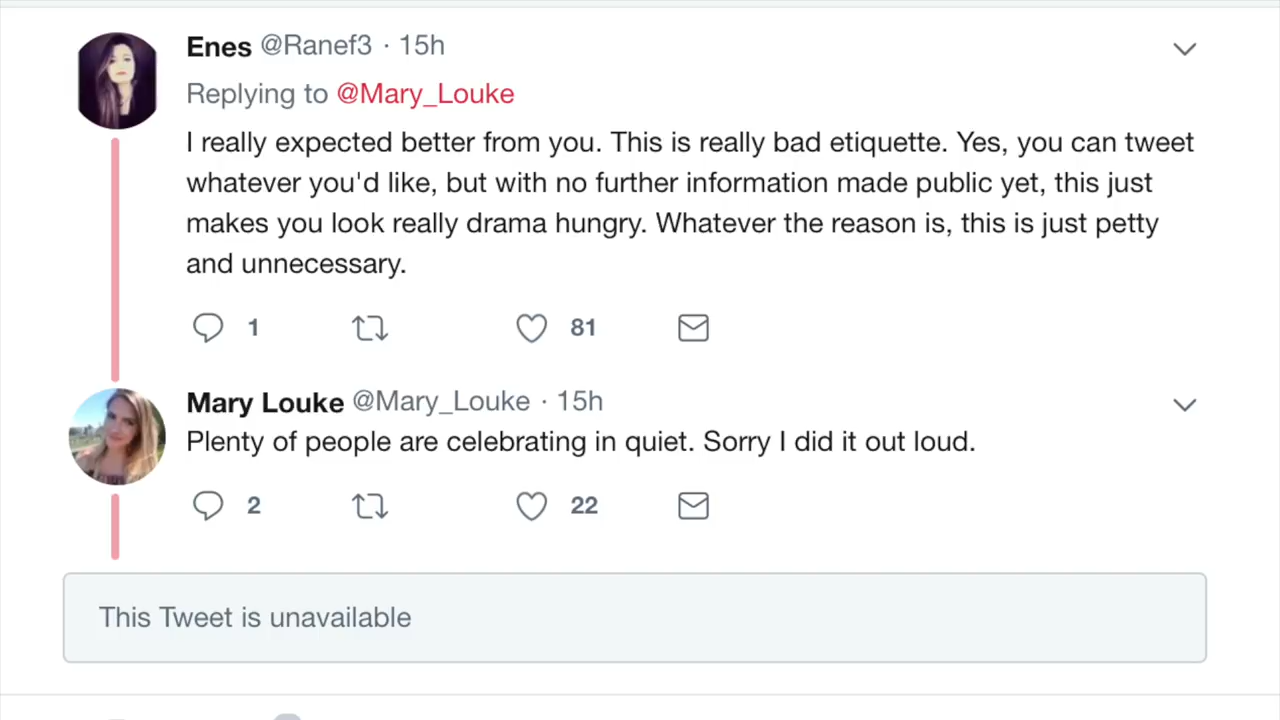 Enes @Ranef3 · 15h
Replying to @Mary_Louke
I really expected better from you. This is really bad etiquette. Yes, you can tweet
whatever you'd like, but with no further information made public yet, this just
makes you look really drama hungry. Whatever the reason is, this is just petty
and unnecessary.
1 81
Mary Louke @Mary_Louke · 15h
Plenty of people are celebrating in quiet. Sorry I did it out loud.
2 22
This Tweet is unavailable